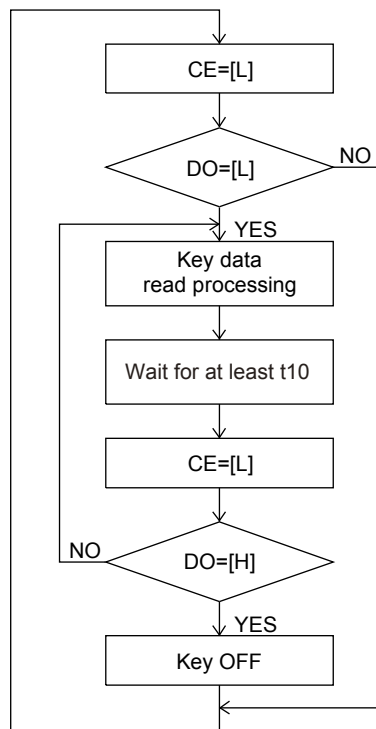 CE=[L]
DO=[L]
NO
YES
Key data
read processing
Wait for at least t10
CE=[L]
DO=[H]
NO
YES
Key OFF